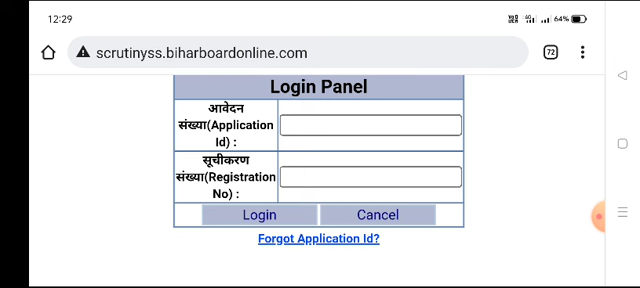 12:29
4G 64%
scrutinyss.biharboardonline.com
72
Login Panel
आवेदन
संख्या(Application
Id) :
सूचीकरण
संख्या(Registration
No) :
Login Cancel
Forgot Application Id?